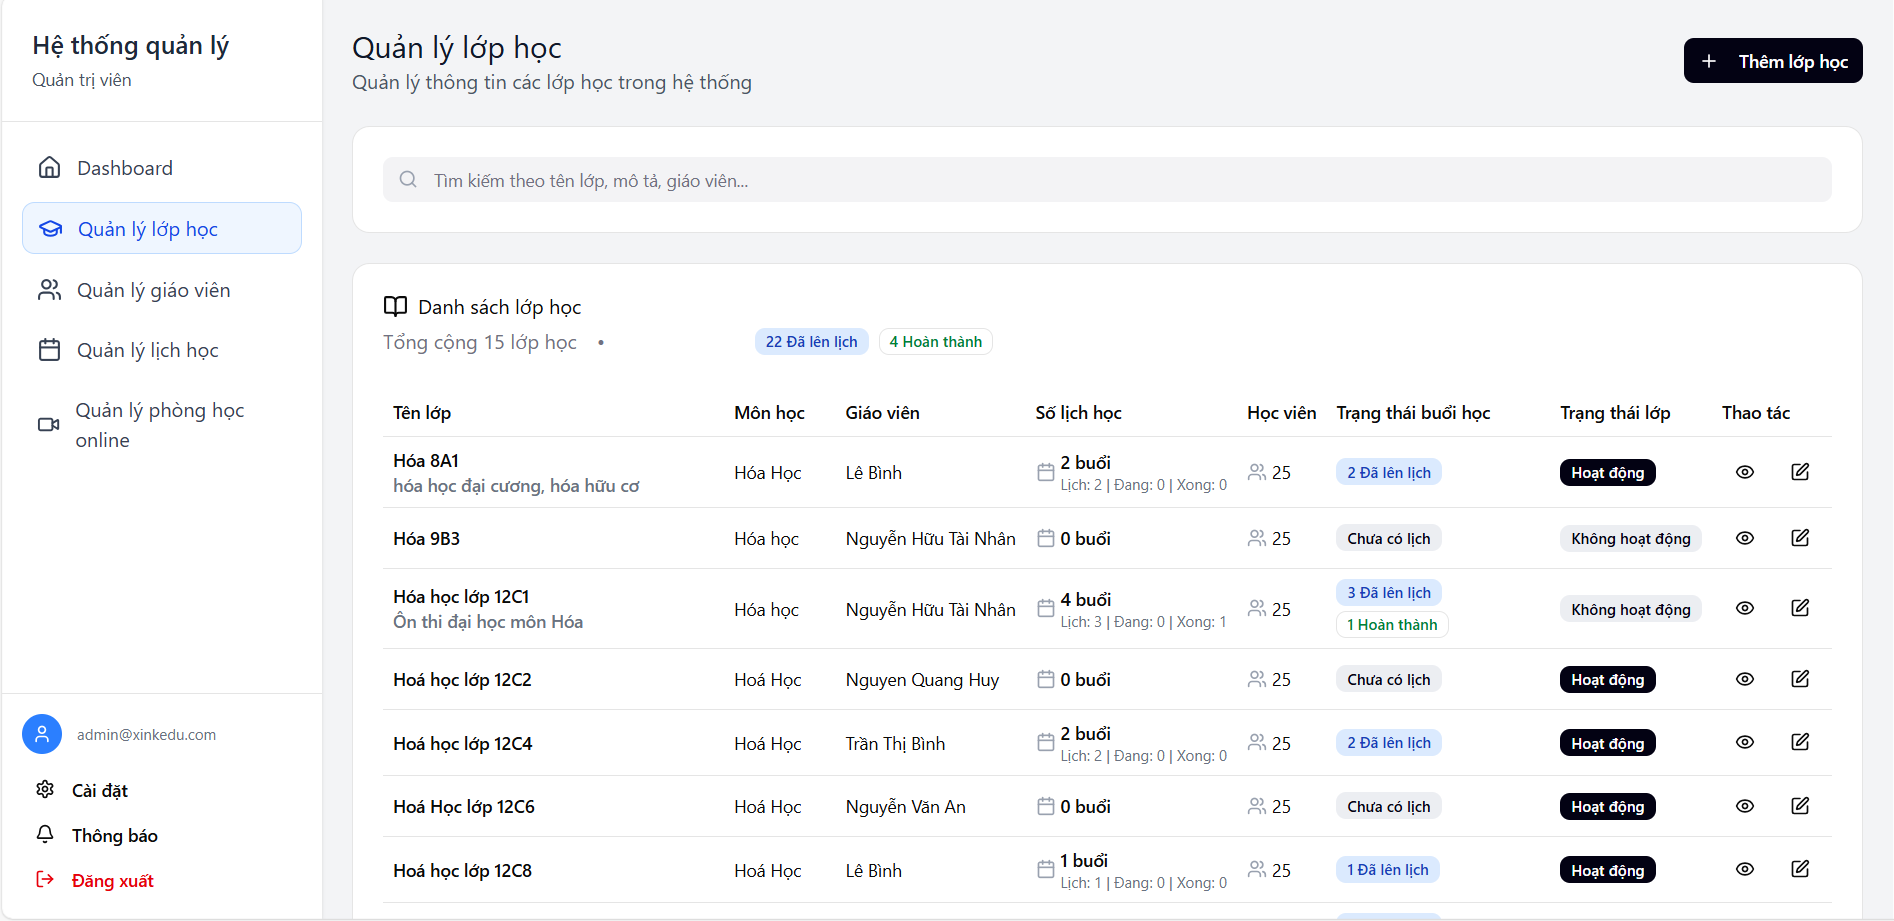 Hệ thống quản lý
Quản trị viên
Dashboard
Quản lý lớp học
Quản lý giáo viên
Quản lý lịch học
Quản lý phòng học
online
admin@xinkedu.com
Cài đặt
Thông báo
Đăng xuất
Quản lý lớp học
Quản lý thông tin các lớp học trong hệ thống
Thêm lớp học
Tìm kiếm theo tên lớp, mô tả, giáo viên...
Danh sách lớp học
Tổng cộng 15 lớp học • 22 Đã lên lịch 4 Hoàn thành
Tên lớp Môn học Giáo viên Số lịch học Học viên Trạng thái buổi học Trạng thái lớp Thao tác
Hóa 8A1
hóa học đại cương, hóa hữu cơ
Hóa Học
Lê Bình
2 buổi
Lịch: 2 | Đang: 0 | Xong: 0
25
2 Đã lên lịch
Hoạt động
Hóa 9B3
Hóa học
Nguyễn Hữu Tài Nhân
0 buổi
25
Chưa có lịch
Không hoạt động
Hóa học lớp 12C1
Ôn thi đại học môn Hóa
Hóa học
Nguyễn Hữu Tài Nhân
4 buổi
Lịch: 3 | Đang: 0 | Xong: 1
25
3 Đã lên lịch
1 Hoàn thành
Không hoạt động
Hoá học lớp 12C2
Hoá Học
Nguyen Quang Huy
0 buổi
25
Chưa có lịch
Hoạt động
Hoá học lớp 12C4
Hoá Học
Trần Thị Bình
2 buổi
Lịch: 2 | Đang: 0 | Xong: 0
25
2 Đã lên lịch
Hoạt động
Hoá Học lớp 12C6
Hoá Học
Nguyễn Văn An
0 buổi
25
Chưa có lịch
Hoạt động
Hoá học lớp 12C8
Hoá Học
Lê Bình
1 buổi
Lịch: 1 | Đang: 0 | Xong: 0
25
1 Đã lên lịch
Hoạt động